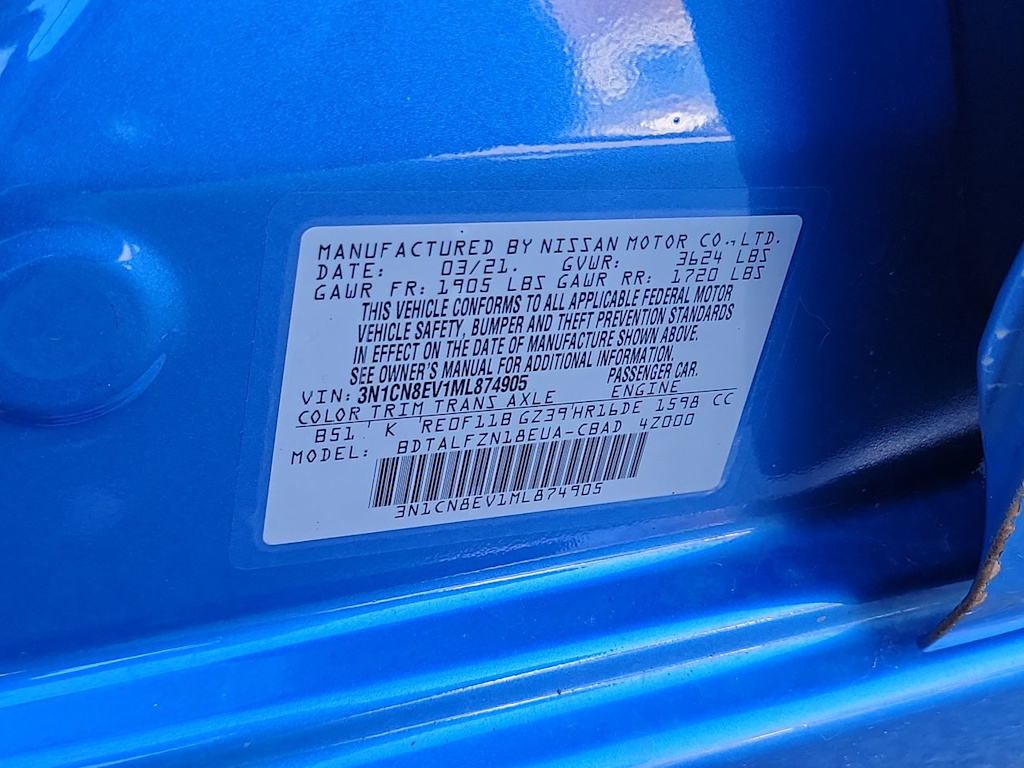 MANUFACTURED BY NISSAN MOTOR CO., LTD.
DATE: 03/21. GVWR: 3624 LBS
GAWR FR: 1905 LBS GAWR RR: 1720 LBS
THIS VEHICLE CONFORMS TO ALL APPLICABLE FEDERAL MOTOR
VEHICLE SAFETY, BUMPER AND THEFT PREVENTION STANDARDS
IN EFFECT ON THE DATE OF MANUFACTURE SHOWN ABOVE.
SEE OWNER'S MANUAL FOR ADDITIONAL INFORMATION.
VIN: 3N1CN8EV1ML874905 PASSENGER CAR.
COLOR TRIM TRANS AXLE ENGINE
B51 K RE0F11B GZ39 HR16DE 1598 CC
MODEL: BDTALFZN18EUA-CBAD 4Z000
3N1CN8EV1ML874905